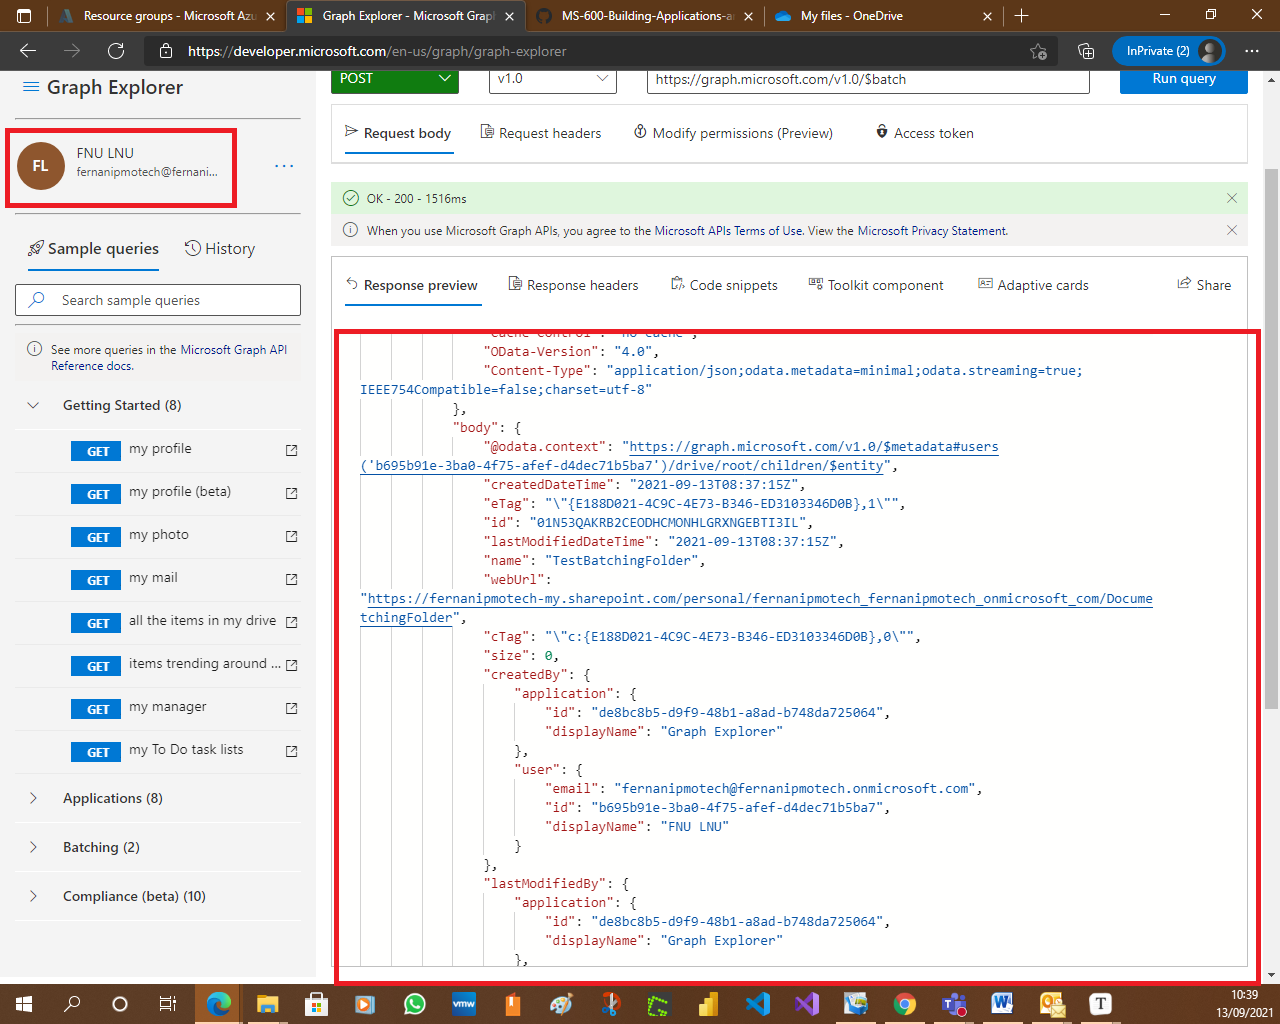 Resource groups - Microsoft Az
Graph Explorer - Microsoft Grap
MS-600-Building-Applications-a
My files - OneDrive
https://developer.microsoft.com/en-us/graph/graph-explorer
InPrivate (2)
Graph Explorer
POST
v1.0
https://graph.microsoft.com/v1.0/$batch
Run query
FL
FNU LNU
fernanipmotech@fernani...
Request body
Request headers
Modify permissions (Preview)
Access token
OK - 200 - 1516ms
When you use Microsoft Graph APIs, you agree to the Microsoft APIs Terms of Use. View the Microsoft Privacy Statement.
Sample queries
History
Search sample queries
See more queries in the Microsoft Graph API
Reference docs.
Getting Started (8)
GET my profile
GET my profile (beta)
GET my photo
GET my mail
GET all the items in my drive
GET items trending around ...
GET my manager
GET my To Do task lists
Applications (8)
Batching (2)
Compliance (beta) (10)
Response preview
Response headers
Code snippets
Toolkit component
Adaptive cards
Share
"Cache-Control": "no-cache",
"OData-Version": "4.0",
"Content-Type": "application/json;odata.metadata=minimal;odata.streaming=true;
IEEE754Compatible=false;charset=utf-8"
},
"body": {
"@odata.context": "https://graph.microsoft.com/v1.0/$metadata#users
('b695b91e-3ba0-4f75-afef-d4dec71b5ba7')/drive/root/children/$entity",
"createdDateTime": "2021-09-13T08:37:15Z",
"eTag": "\"{E188D021-4C9C-4E73-B346-ED3103346D0B},1\"",
"id": "01N53QAKRB2CEODHCMONHLGRXNGEBTI3IL",
"lastModifiedDateTime": "2021-09-13T08:37:15Z",
"name": "TestBatchingFolder",
"webUrl":
"https://fernanipmotech-my.sharepoint.com/personal/fernanipmotech_fernanipmotech_onmicrosoft_com/Docume
tchingFolder",
"cTag": "\"c:{E188D021-4C9C-4E73-B346-ED3103346D0B},0\"",
"size": 0,
"createdBy": {
"application": {
"id": "de8bc8b5-d9f9-48b1-a8ad-b748da725064",
"displayName": "Graph Explorer"
},
"user": {
"email": "fernanipmotech@fernanipmotech.onmicrosoft.com",
"id": "b695b91e-3ba0-4f75-afef-d4dec71b5ba7",
"displayName": "FNU LNU"
}
},
"lastModifiedBy": {
"application": {
"id": "de8bc8b5-d9f9-48b1-a8ad-b748da725064",
"displayName": "Graph Explorer"
},
vmw
T
10:39
13/09/2021